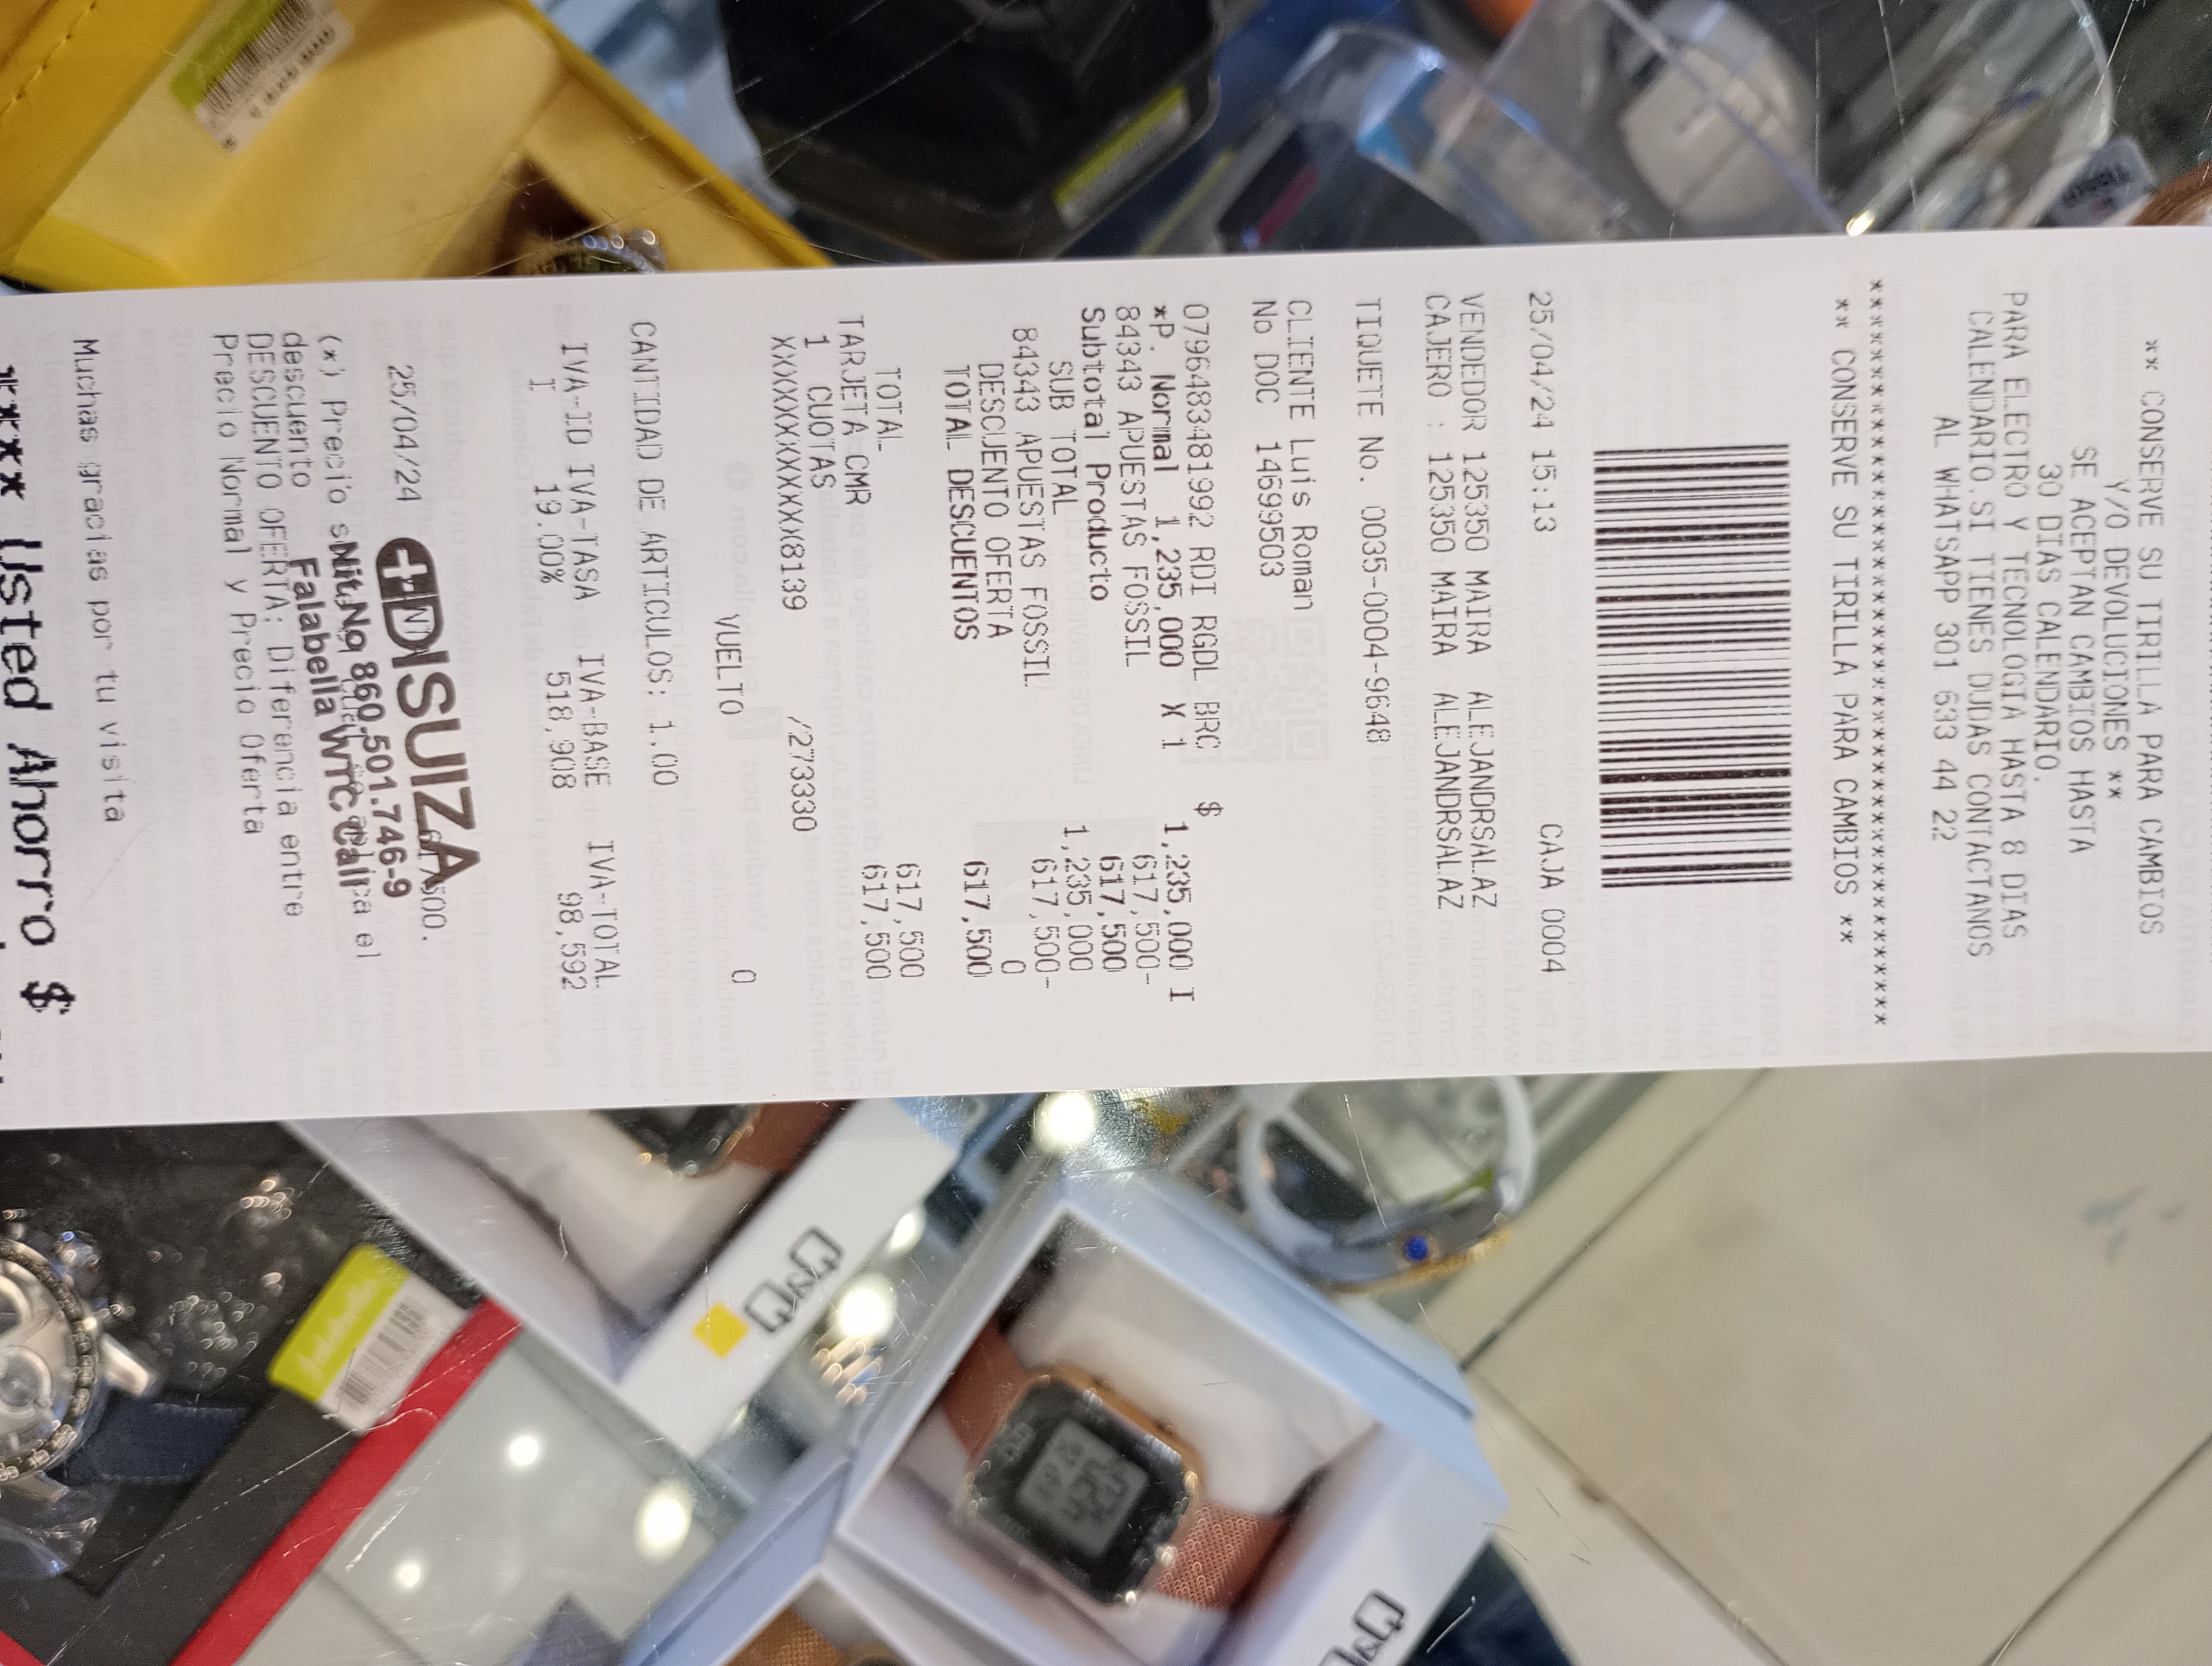 ** CONSERVE SU TIRILLA PARA CAMBIOS
Y/O DEVOLUCIONES **
SE ACEPTAN CAMBIOS HASTA
30 DIAS CALENDARIO.
PARA ELECTRO Y TECNOLOGIA HASTA 8 DIAS
CALENDARIO.SI TIENES DUDAS CONTACTANOS
AL WHATSAPP 301 633 44 22
****************************************
** CONSERVE SU TIRILLA PARA CAMBIOS **
25/04/24 15:13 CAJA 0004
VENDEDOR 125350 MAIRA ALEJANDRSALAZ
CAJERO : 125350 MAIRA ALEJANDRSALAZ
TIQUETE No. 0035-0004-9648
CLIENTE Luis Roman
No DOC 14699503
0796483481992 RDI RGDL BRC $ 1,235,000 I
*P. Normal 1,235,000 X 1 617,500-
84343 APUESTAS FOSSIL
Subtotal Producto 617,500
SUB TOTAL 1,235,000
84343 APUESTAS FOSSIL 617,500-
DESCUENTO OFERTA 0
TOTAL DESCUENTOS 617,500
TOTAL 617,500
TARJETA CMR 617,500
1 CUOTAS
XXXXXXXXXXXX8139 /273330
VUELTO 0
CANTIDAD DE ARTICULOS: 1.00
IVA-ID IVA-TASA IVA-BASE IVA-TOTAL
I 19.00% 518,908 98,592
25/04/24
DISUIZA
Nit. No 860.501.746-9
Falabella WTC Cali
(*) Precio
descuento
DESCUENTO OFERTA: Diferencia entre
Precio Normal y Precio Oferta
Muchas gracias por tu visita
*** Usted Ahorro $
Q&Q
Falabella
Q&Q